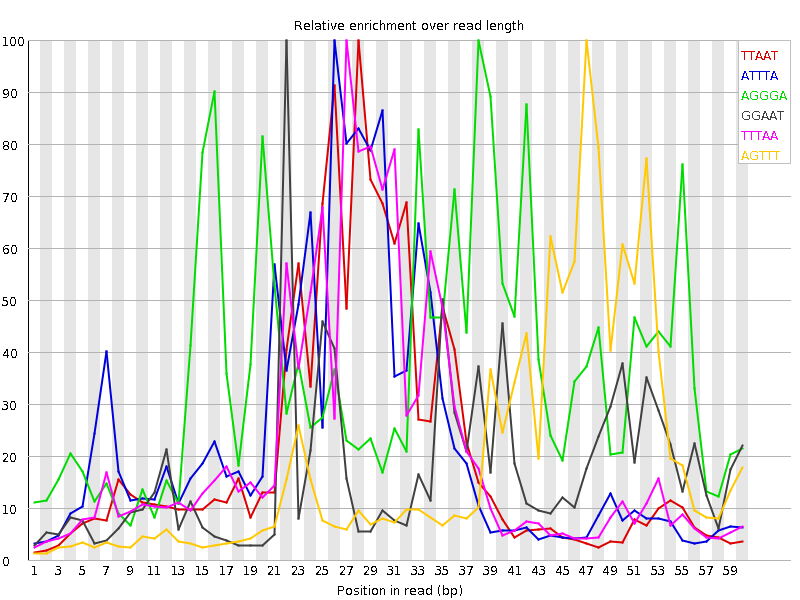 Relative enrichment over read length
100
90
80
70
60
50
40
30
20
10
0
TTAAT
ATTTA
AGGGA
GGAAT
TTTAA
AGTTT
1 3 5 7 9 11 13 15 17 19 21 23 25 27 29 31 33 35 37 39 41 43 45 47 49 51 53 55 57 59
Position in read (bp)